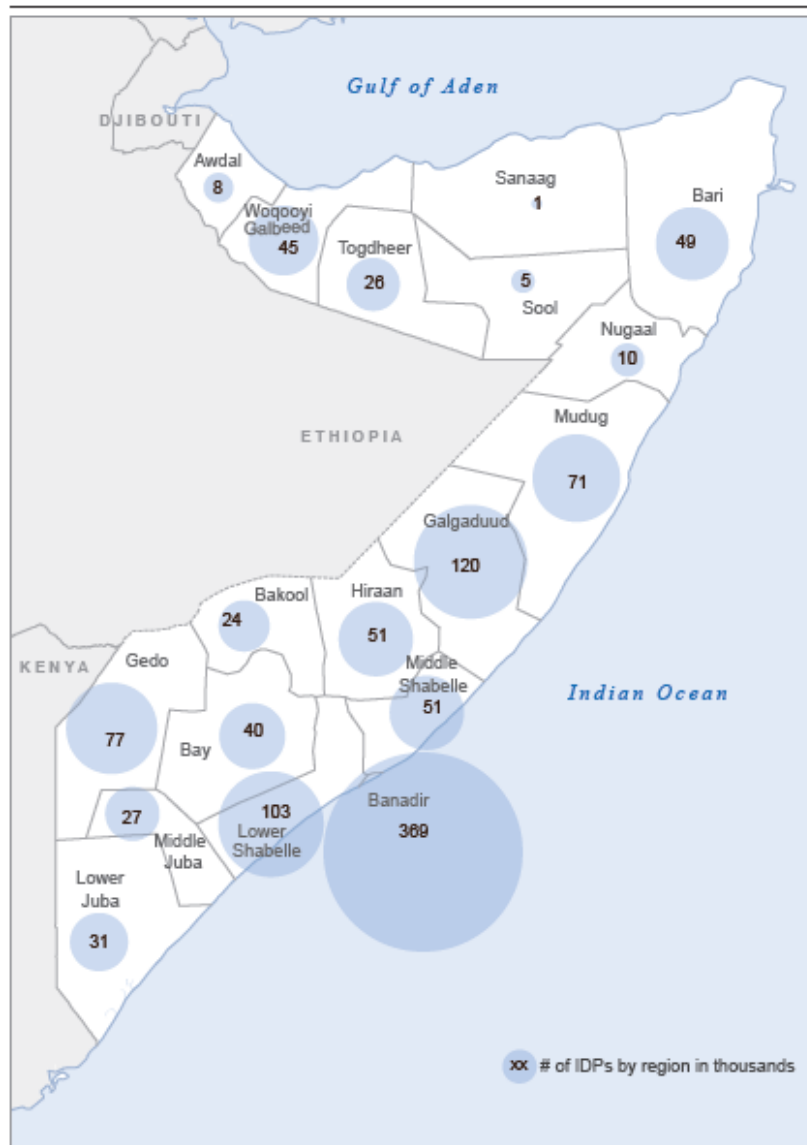 Gulf of Aden
DJIBOUTI
Awdal
8
Sanaag
1
Bari
49
Woqooyi
Galbeed
45
Togdheer
26
5
Sool
Nugaal
10
Mudug
71
ETHIOPIA
Galgaduud
120
Bakool
24
Hiraan
51
KENYA
Gedo
77
Middle
Shabelle
51
Indian Ocean
Bay
40
Banadir
369
27
Middle
Juba
103
Lower
Shabelle
Lower
Juba
31
xx # of IDPs by region in thousands